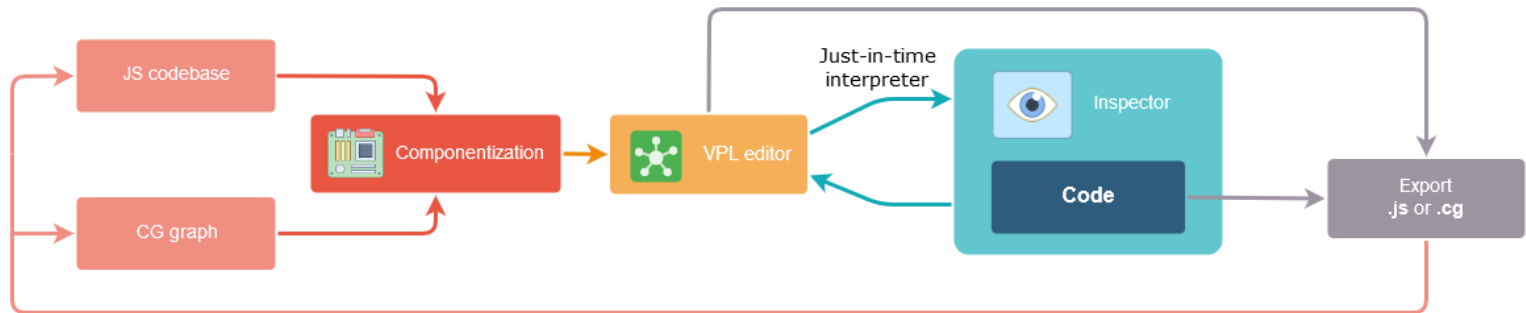 JS codebase
CG graph
Componentization
VPL editor
Just-in-time
interpreter
Inspector
Code
Export
.js or .cg